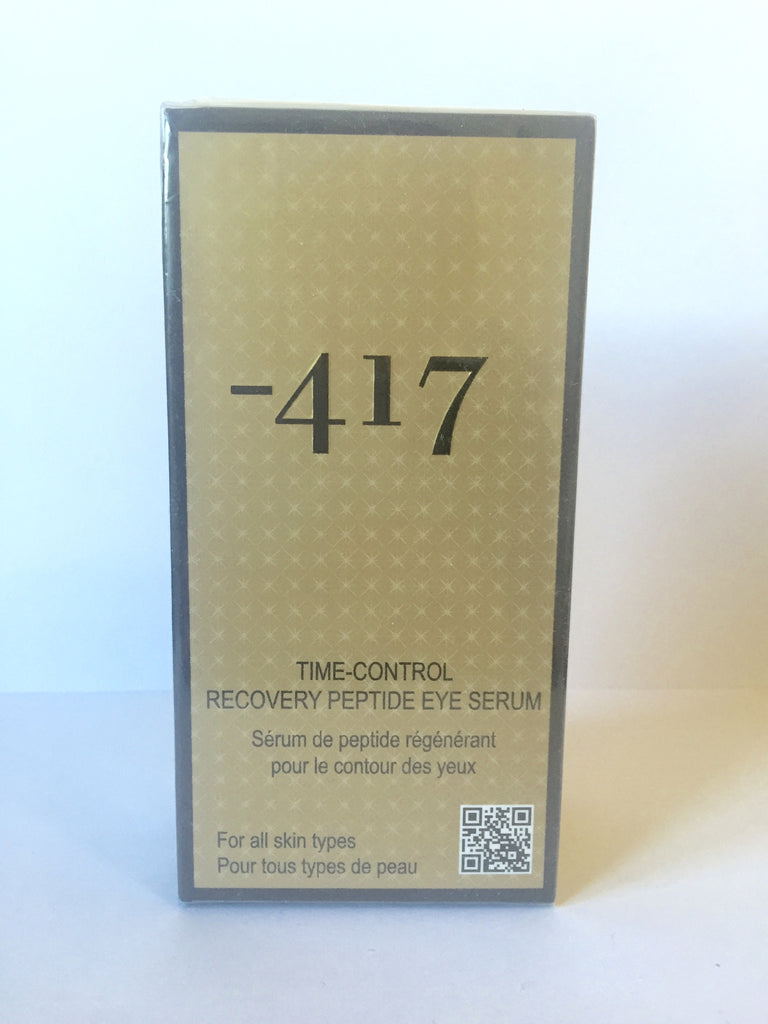 -417
TIME-CONTROL
RECOVERY PEPTIDE EYE SERUM
Sérum de peptide régénérant
pour le contour des yeux
For all skin types
Pour tous types de peau